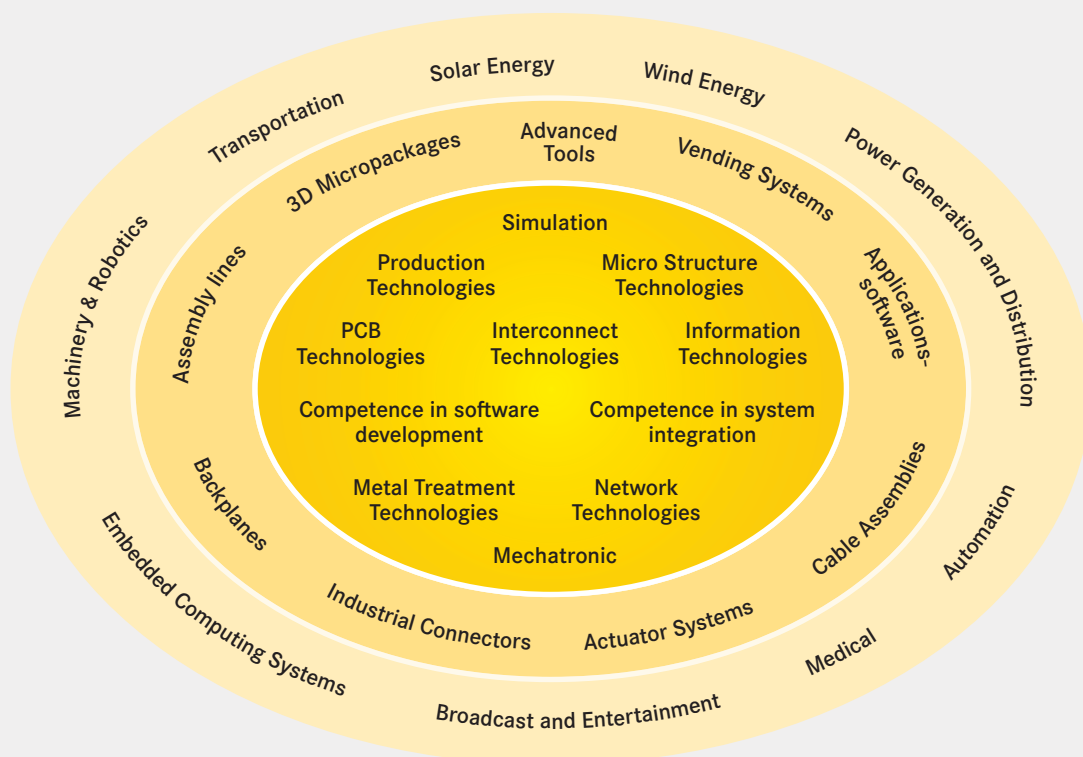 Solar Energy
Wind Energy
Transportation
Power Generation and Distribution
Machinery & Robotics
Automation
Embedded Computing Systems
Medical
Broadcast and Entertainment
3D Micropackages
Advanced
Tools
Vending Systems
Assembly lines
Applications-
software
Backplanes
Cable Assemblies
Industrial Connectors
Actuator Systems
Simulation
Production
Technologies
Micro Structure
Technologies
PCB
Technologies
Interconnect
Technologies
Information
Technologies
Competence in software
development
Competence in system
integration
Metal Treatment
Technologies
Network
Technologies
Mechatronic